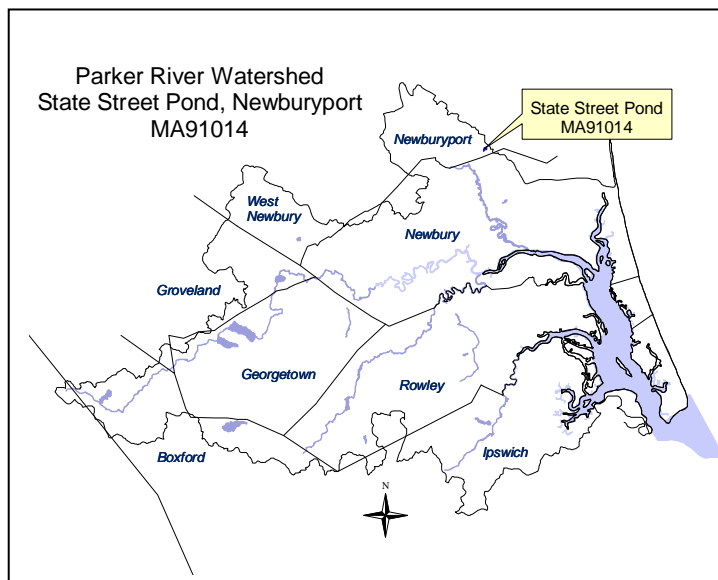 Parker River Watershed
State Street Pond, Newburyport
MA91014
State Street Pond
MA91014
Newburyport
West
Newbury
Newbury
Groveland
Georgetown
Rowley
Boxford
Ipswich
N